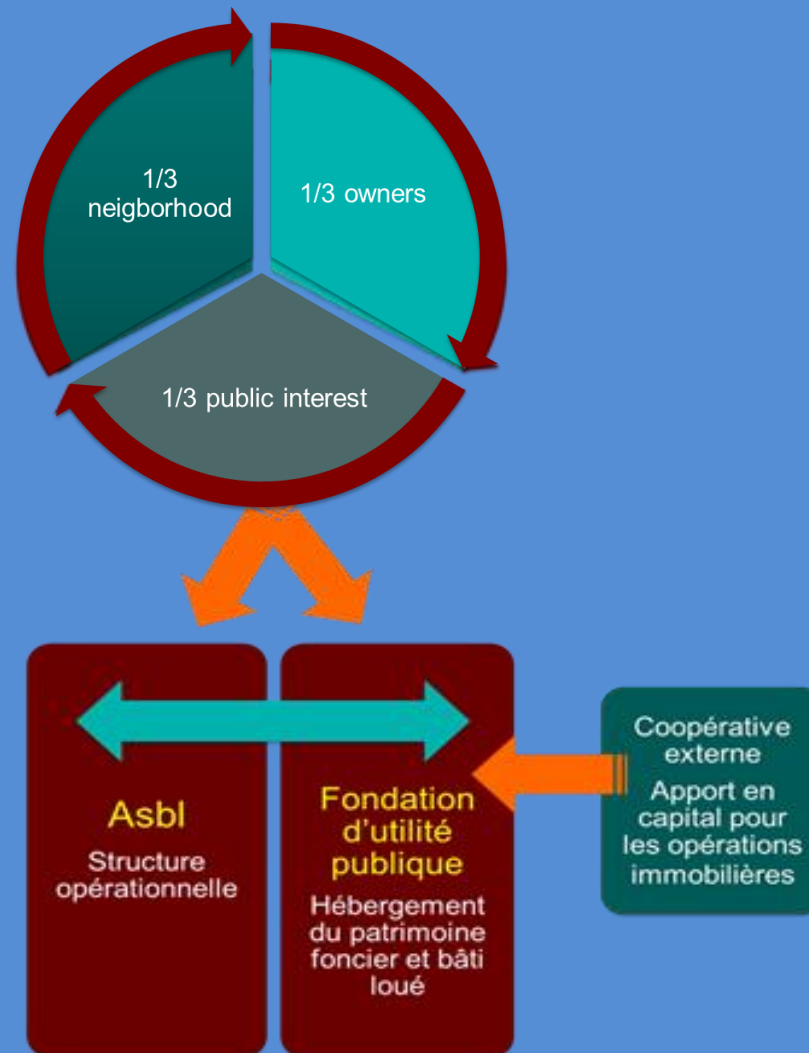 1/3
neigborhood
1/3 owners
1/3 public interest
Asbl
Structure
opérationnelle
Fondation
d'utilité
publique
Hébergement
du patrimoine
foncier et bâti
loué
Coopérative
externe
Apport en
capital pour
les opérations
immobilières